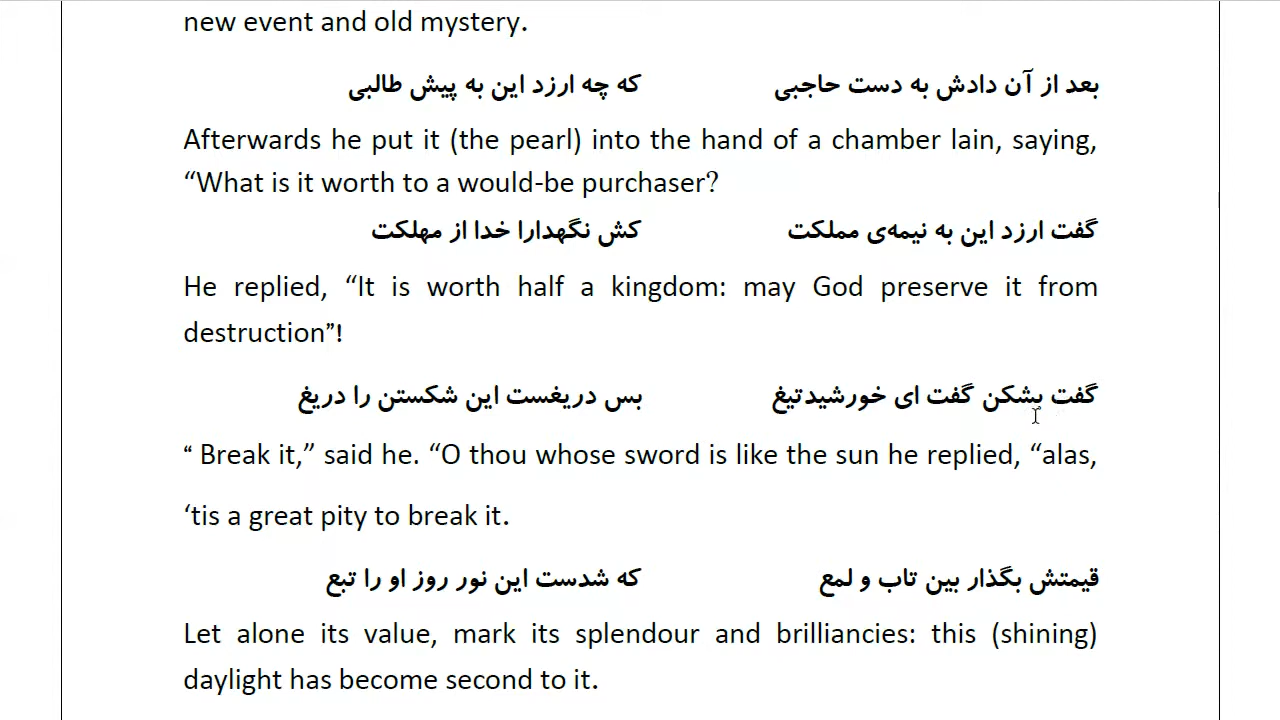 new event and old mystery.
بعد از آن دادش به دست حاجبی که چه ارزد این به پیش طالبی
Afterwards he put it (the pearl) into the hand of a chamber lain, saying,
“What is it worth to a would-be purchaser?
گفت ارزد این به نیمه‌ی مملکت کش نگهدارا خدا از مهلکت
He replied, “It is worth half a kingdom: may God preserve it from
destruction”!
گفت بشکن گفت ای خورشیدتیغ بس دریغست این شکستن را دریغ
“ Break it,” said he. “O thou whose sword is like the sun he replied, “alas,
‘tis a great pity to break it.
قیمتش بگذار بین تاب و لمع که شدست این نور روز او را تبع
Let alone its value, mark its splendour and brilliancies: this (shining)
daylight has become second to it.